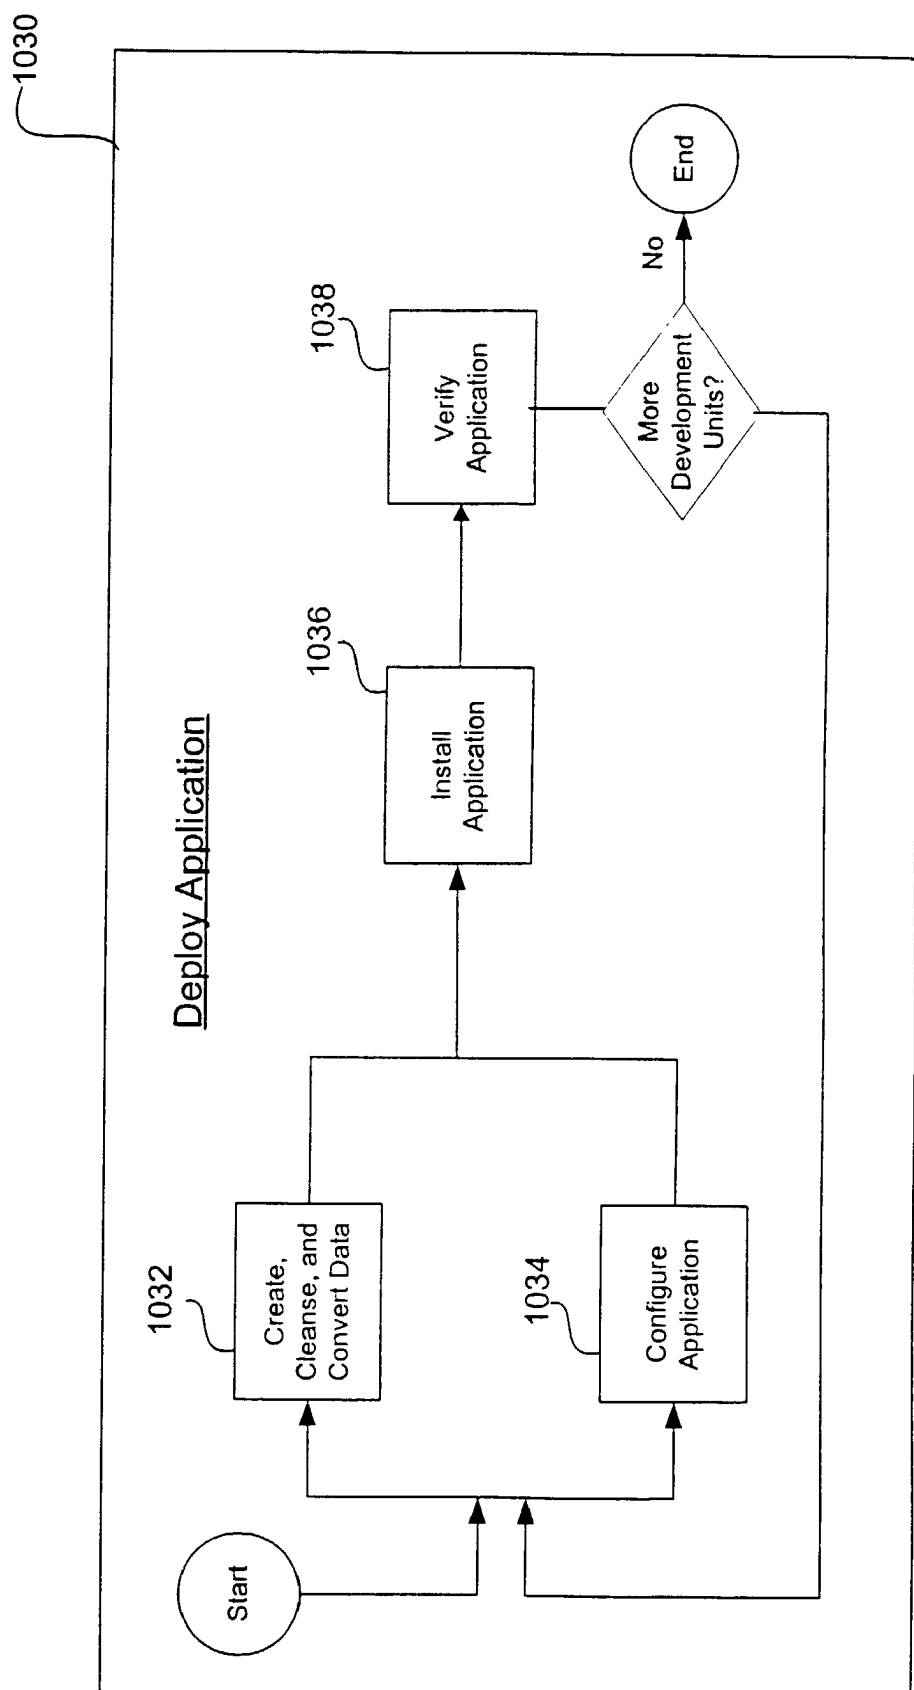 1030
Deploy Application
Start
1032
Create,
Cleanse, and
Convert Data
1034
Configure
Application
1036
Install
Application
1038
Verify
Application
More
Development
Units?
No
End